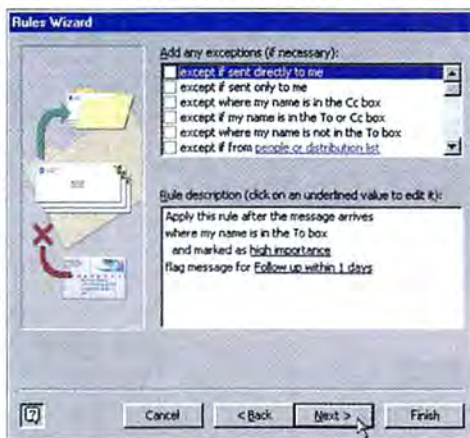 Rules Wizard
Add any exceptions (if necessary):
except if sent directly to me
except if sent only to me
except where my name is in the Cc box
except if my name is in the To or Cc box
except where my name is not in the To box
except if from people or distribution list
Rule description (click on an underlined value to edit it):
Apply this rule after the message arrives
where my name is in the To box
and marked as high importance
flag message for Follow up within 1 days
?
Cancel
< Back
Next >
Finish